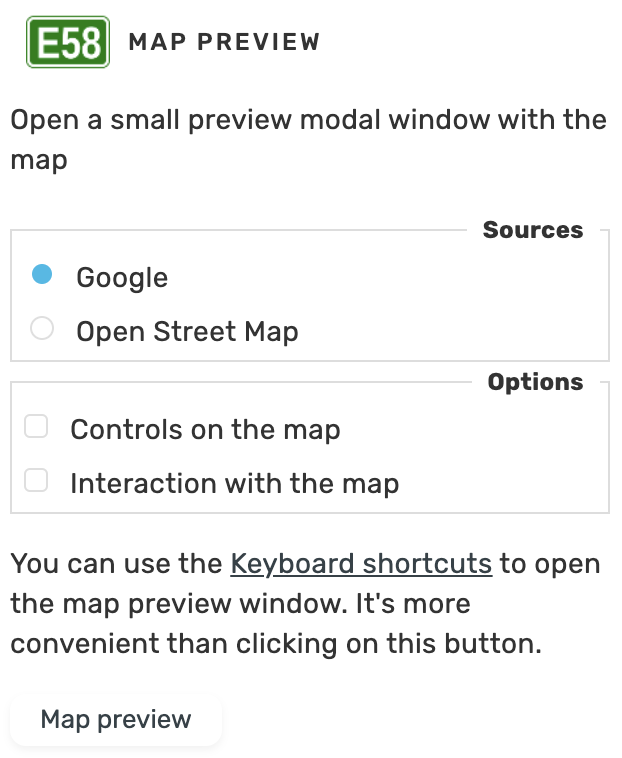 E58 MAP PREVIEW
Open a small preview modal window with the
map
Sources
Google
Open Street Map
Options
Controls on the map
Interaction with the map
You can use the Keyboard shortcuts to open
the map preview window. It's more
convenient than clicking on this button.
Map preview